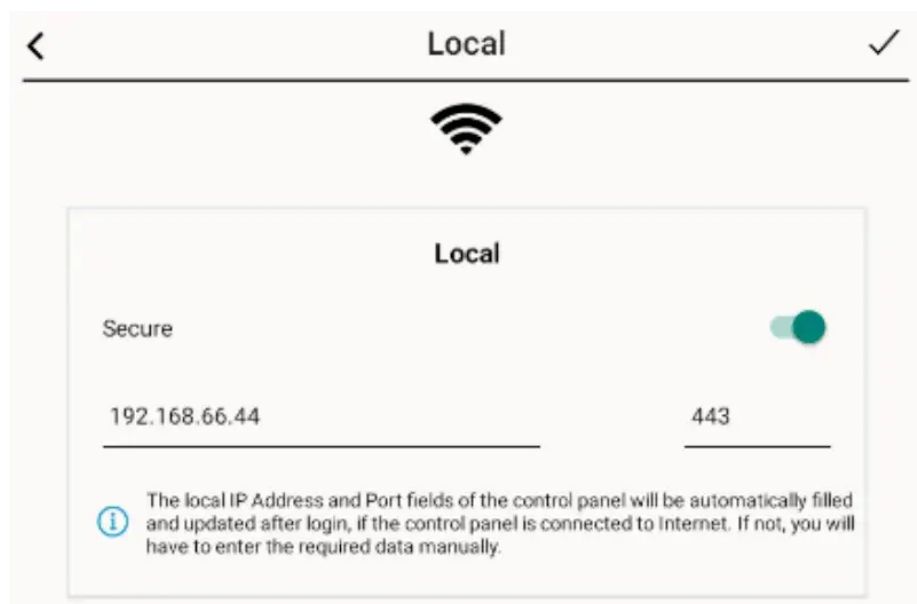 Local
Local
Secure
192.168.66.44
443
The local IP Address and Port fields of the control panel will be automatically filled
and updated after login, if the control panel is connected to Internet. If not, you will
have to enter the required data manually.